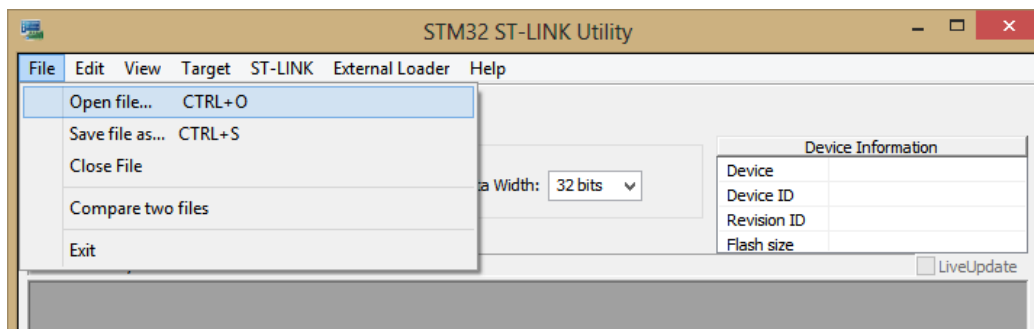 STM32 ST-LINK Utility
File Edit View Target ST-LINK External Loader Help
Open file... CTRL+O
Save file as... CTRL+S
Close File
Compare two files
Exit
Width: 32 bits
Device Information
Device
Device ID
Revision ID
Flash size
LiveUpdate